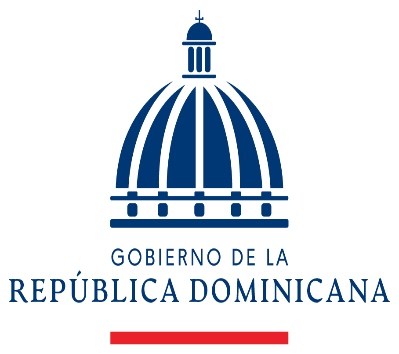 GOBIERNO DE LA
REPÚBLICA DOMINICANA